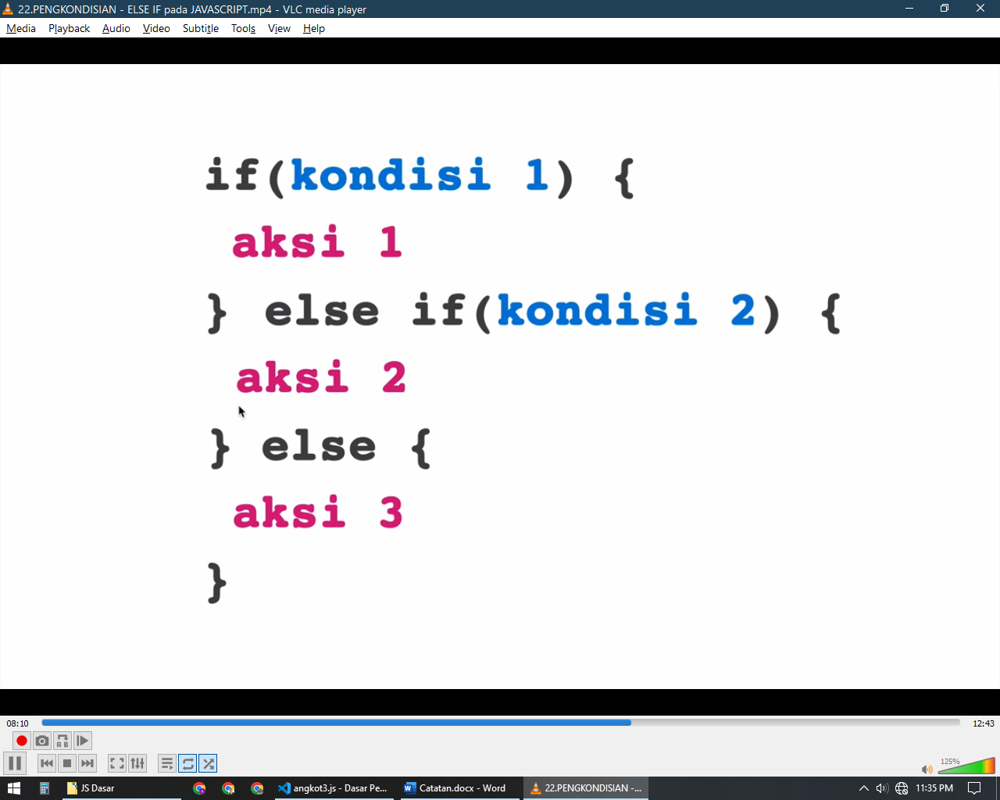 22.PENGKONDISIAN - ELSE IF pada JAVASCRIPT.mp4 - VLC media player
Media Playback Audio Video Subtitle Tools View Help
if(kondisi 1) {
aksi 1
} else if(kondisi 2) {
aksi 2
} else {
aksi 3
}
08:10
12:43
A B
125%
JS Dasar
angkot3.js - Dasar Pe...
Catatan.docx - Word
22.PENGKONDISIAN -...
11:35 PM